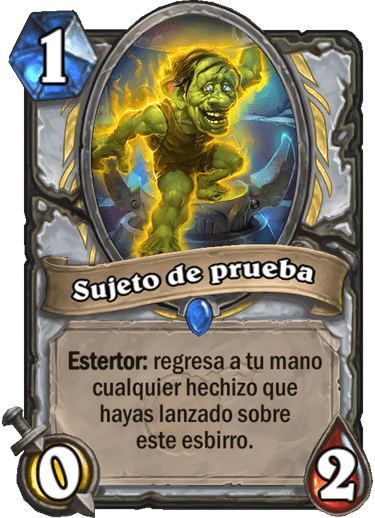 1
Sujeto de prueba
Estertor: regresa a tu mano
cualquier hechizo que
hayas lanzado sobre
este esbirro.
0
2